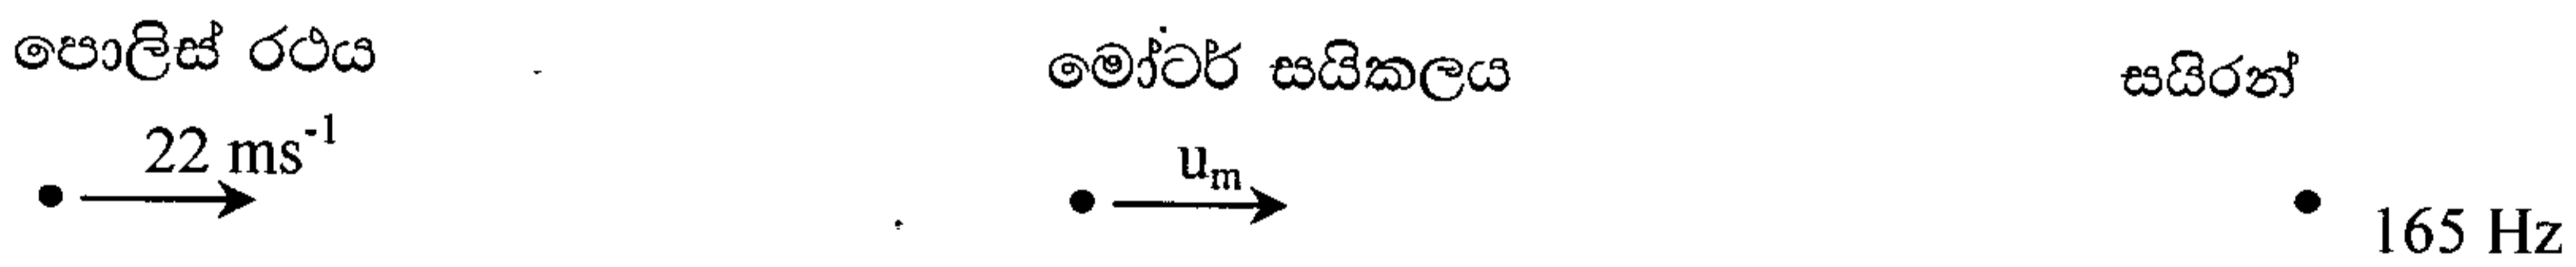 පොලිස් රථය
මෝටර් සයිකලය
සයිරන්
22 ms⁻¹
uₘ
165 Hz